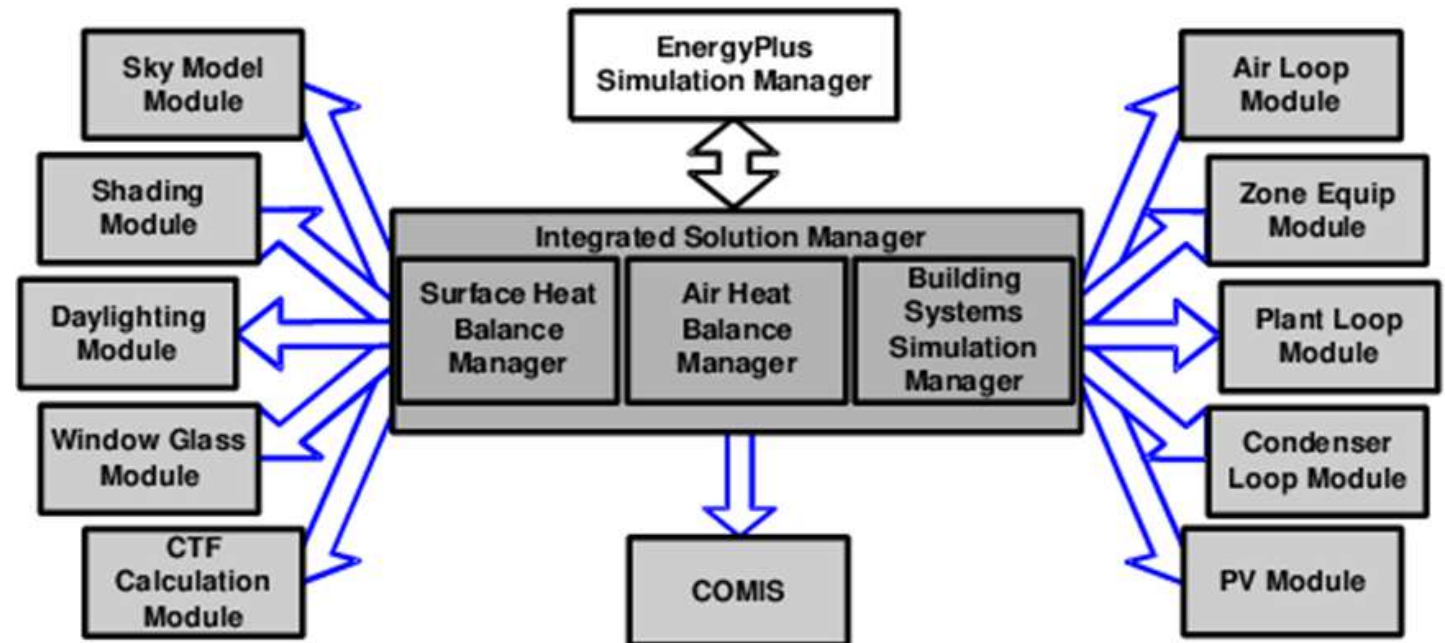 EnergyPlus
Simulation Manager
Sky Model
Module
Shading
Module
Daylighting
Module
Window Glass
Module
CTF
Calculation
Module
Integrated Solution Manager
Surface Heat
Balance
Manager
Air Heat
Balance
Manager
Building
Systems
Simulation
Manager
COMIS
Air Loop
Module
Zone Equip
Module
Plant Loop
Module
Condenser
Loop Module
PV Module